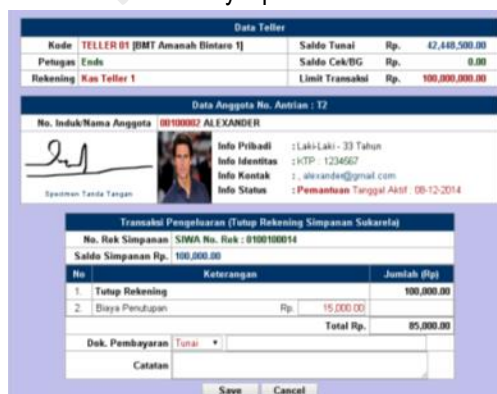 Data Teller
Kode TELLER 01 [BMT Amanah Bintaro 1] Saldo Tunai Rp. 42,448,500.00
Petugas Ends Saldo Cek/BG Rp. 0.00
Rekening Kas Teller 1 Limit Transaksi Rp. 100,000,000.00
Data Anggota No. Antrian : T2
No. Induk/Nama Anggota 00100002 ALEXANDER
Info Pribadi : Laki-Laki - 33 Tahun
Info Identitas : KTP : 1234567
Info Kontak : , alexander@gmail.com
Info Status : Pemantuan Tanggal Aktif : 08-12-2014
Spesimen Tanda Tangan
Transaksi Pengeluaran (Tutup Rekening Simpanan Sukarela)
No. Rek Simpanan SIWA No. Rek : 0100100014
Saldo Simpanan Rp. 100,000.00
No Keterangan Jumlah (Rp)
1. Tutup Rekening 100,000.00
2. Biaya Penutupan Rp. 15,000.00
Total Rp. 85,000.00
Dok. Pembayaran Tunai
Catatan
Save Cancel